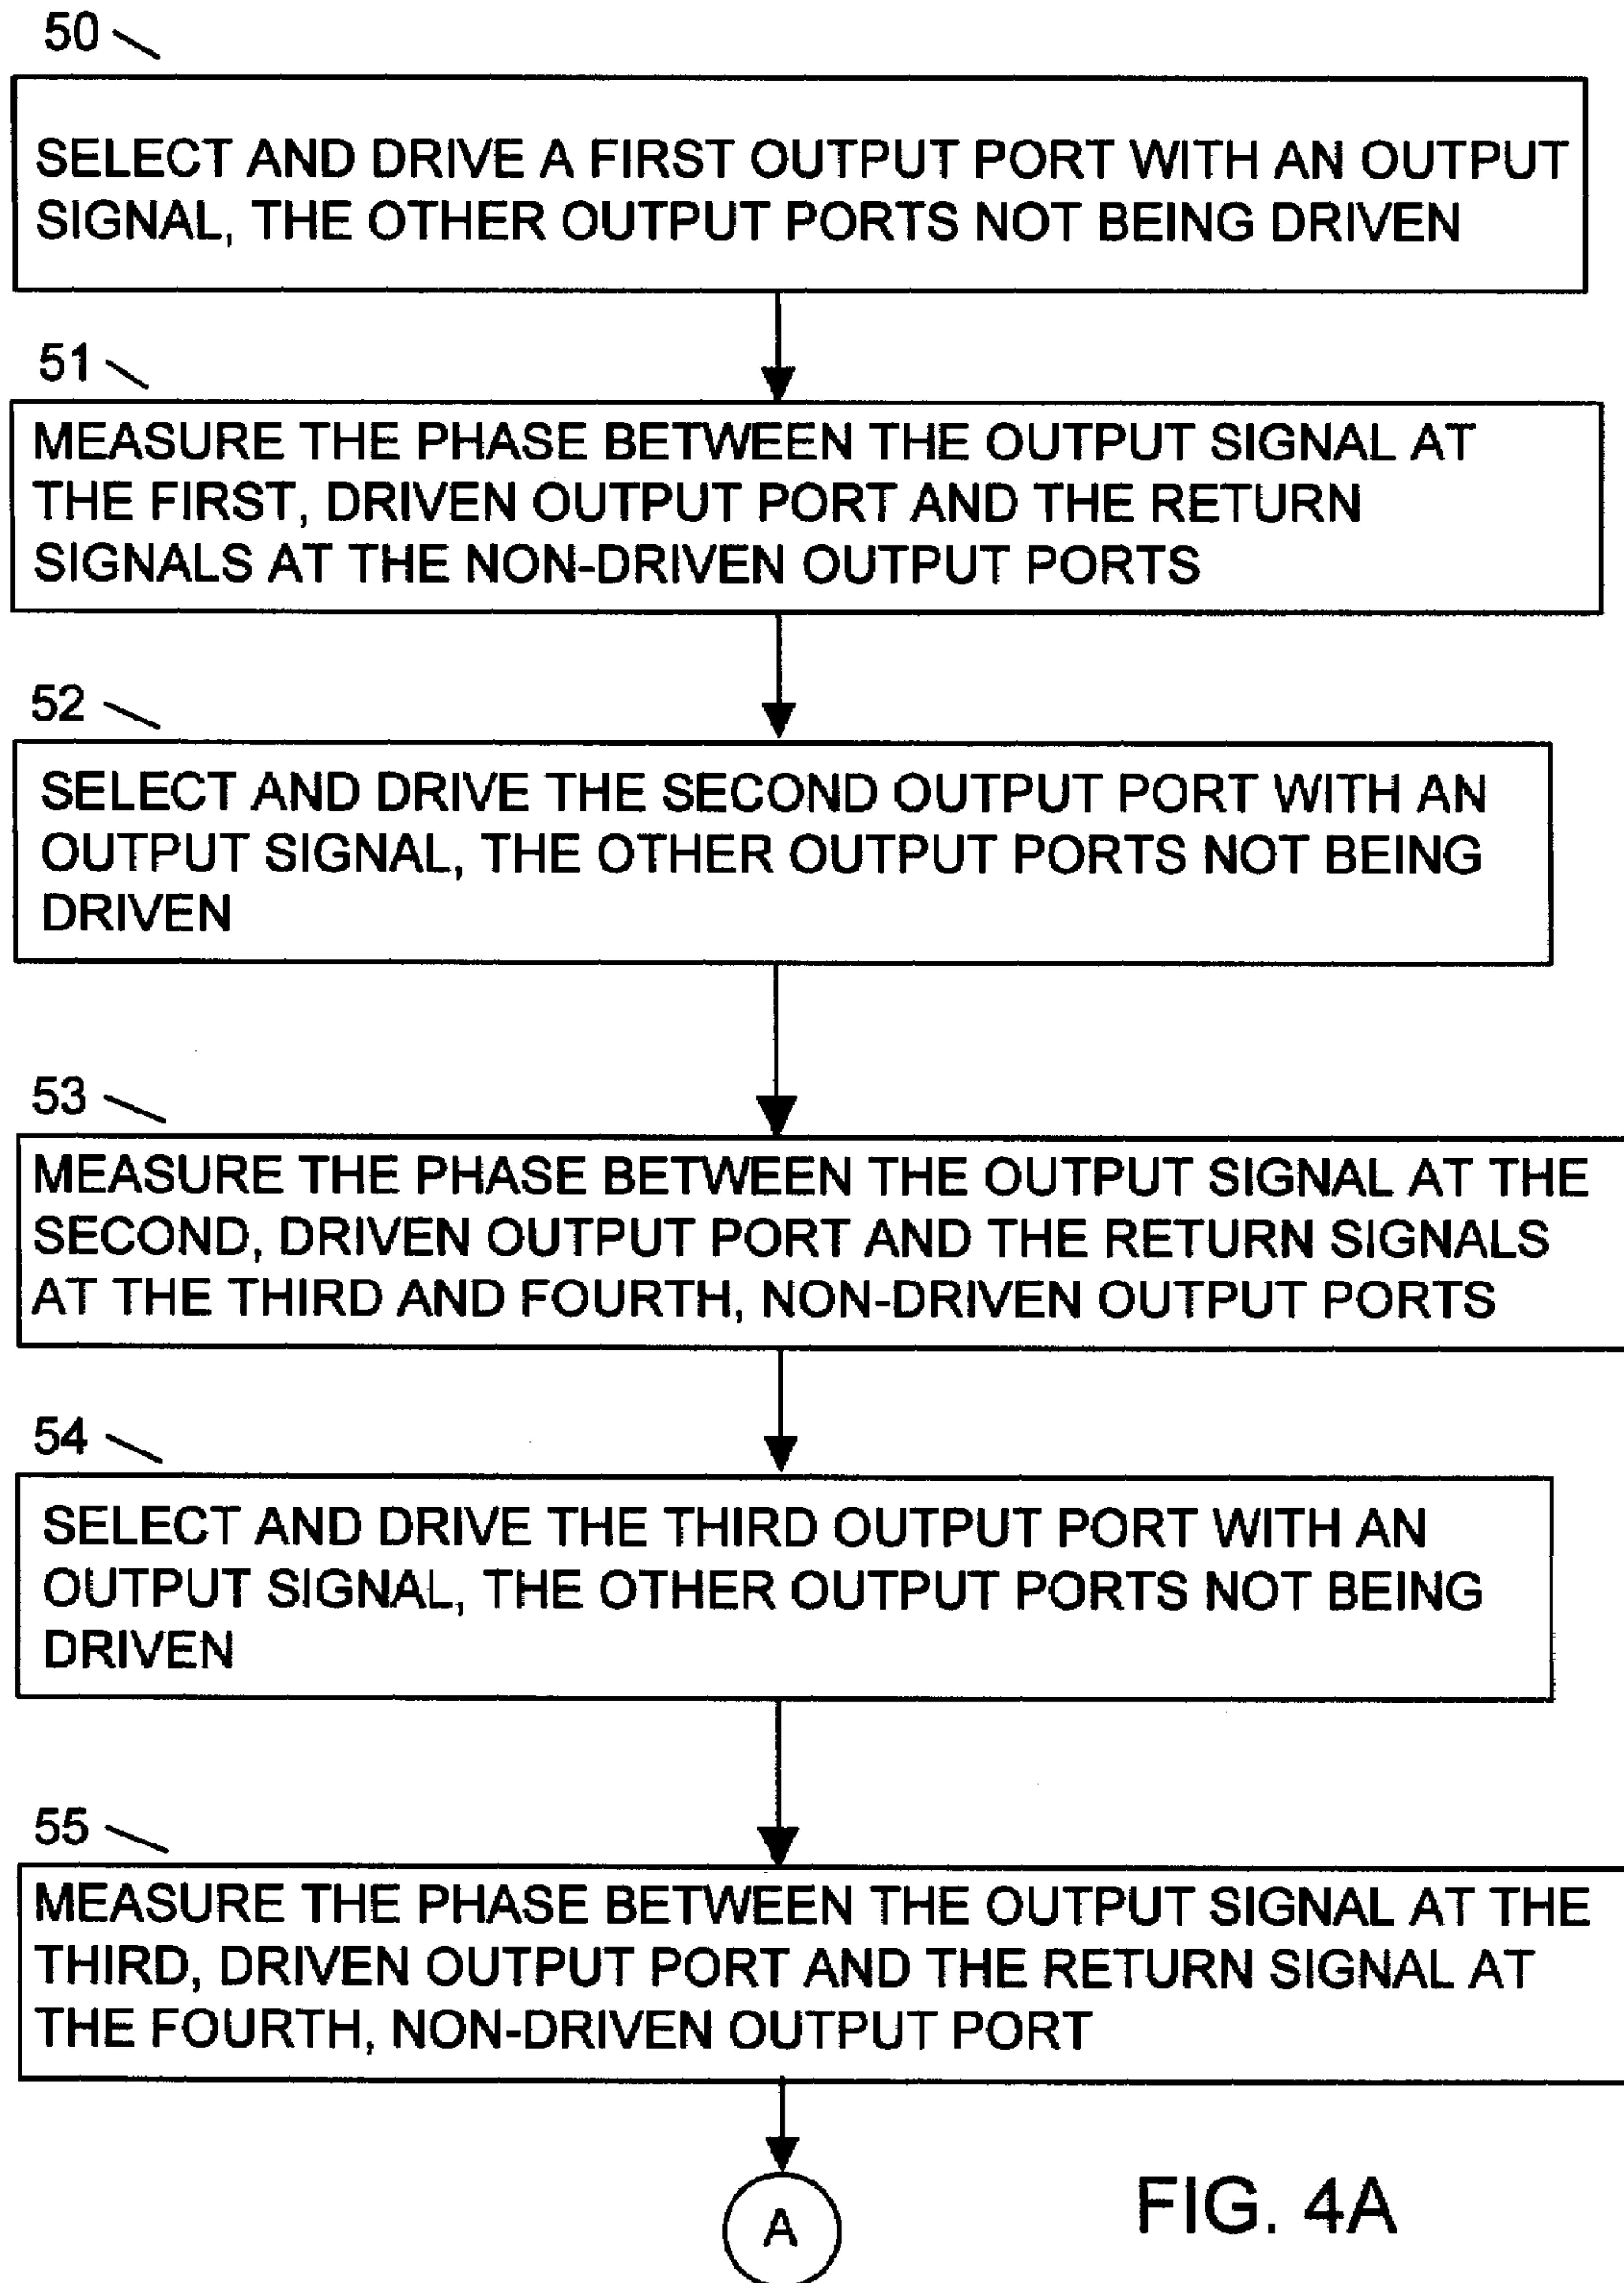 50
SELECT AND DRIVE A FIRST OUTPUT PORT WITH AN OUTPUT
SIGNAL, THE OTHER OUTPUT PORTS NOT BEING DRIVEN
51
MEASURE THE PHASE BETWEEN THE OUTPUT SIGNAL AT
THE FIRST, DRIVEN OUTPUT PORT AND THE RETURN
SIGNALS AT THE NON-DRIVEN OUTPUT PORTS
52
SELECT AND DRIVE THE SECOND OUTPUT PORT WITH AN
OUTPUT SIGNAL, THE OTHER OUTPUT PORTS NOT BEING
DRIVEN
53
MEASURE THE PHASE BETWEEN THE OUTPUT SIGNAL AT THE
SECOND, DRIVEN OUTPUT PORT AND THE RETURN SIGNALS
AT THE THIRD AND FOURTH, NON-DRIVEN OUTPUT PORTS
54
SELECT AND DRIVE THE THIRD OUTPUT PORT WITH AN
OUTPUT SIGNAL, THE OTHER OUTPUT PORTS NOT BEING
DRIVEN
55
MEASURE THE PHASE BETWEEN THE OUTPUT SIGNAL AT THE
THIRD, DRIVEN OUTPUT PORT AND THE RETURN SIGNAL AT
THE FOURTH, NON-DRIVEN OUTPUT PORT
A
FIG. 4A